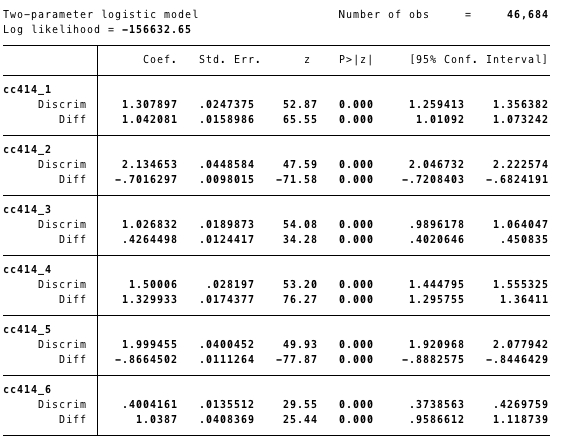 Two-parameter logistic model Number of obs = 46,684
Log likelihood = -156632.65
Coef. Std. Err. z P>|z| [95% Conf. Interval]
cc414_1
Discrim 1.307897 .0247375 52.87 0.000 1.259413 1.356382
Diff 1.042081 .0158986 65.55 0.000 1.01092 1.073242
cc414_2
Discrim 2.134653 .0448584 47.59 0.000 2.046732 2.222574
Diff -.7016297 .0098015 -71.58 0.000 -.7208403 -.6824191
cc414_3
Discrim 1.026832 .0189873 54.08 0.000 .9896178 1.064047
Diff .4264498 .0124417 34.28 0.000 .4020646 .450835
cc414_4
Discrim 1.50006 .028197 53.20 0.000 1.444795 1.555325
Diff 1.329933 .0174377 76.27 0.000 1.295755 1.36411
cc414_5
Discrim 1.999455 .0400452 49.93 0.000 1.920968 2.077942
Diff -.8664502 .0111264 -77.87 0.000 -.8882575 -.8446429
cc414_6
Discrim .4004161 .0135512 29.55 0.000 .3738563 .4269759
Diff 1.0387 .0408369 25.44 0.000 .9586612 1.118739